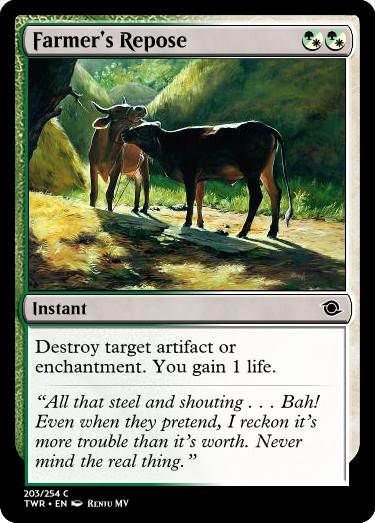 Farmer's Repose
Instant
Destroy target artifact or
enchantment. You gain 1 life.
“All that steel and shouting . . . Bah!
Even when they pretend, I reckon it's
more trouble than it's worth. Never
mind the real thing.”
203/254 C
TWR • EN Renju MV